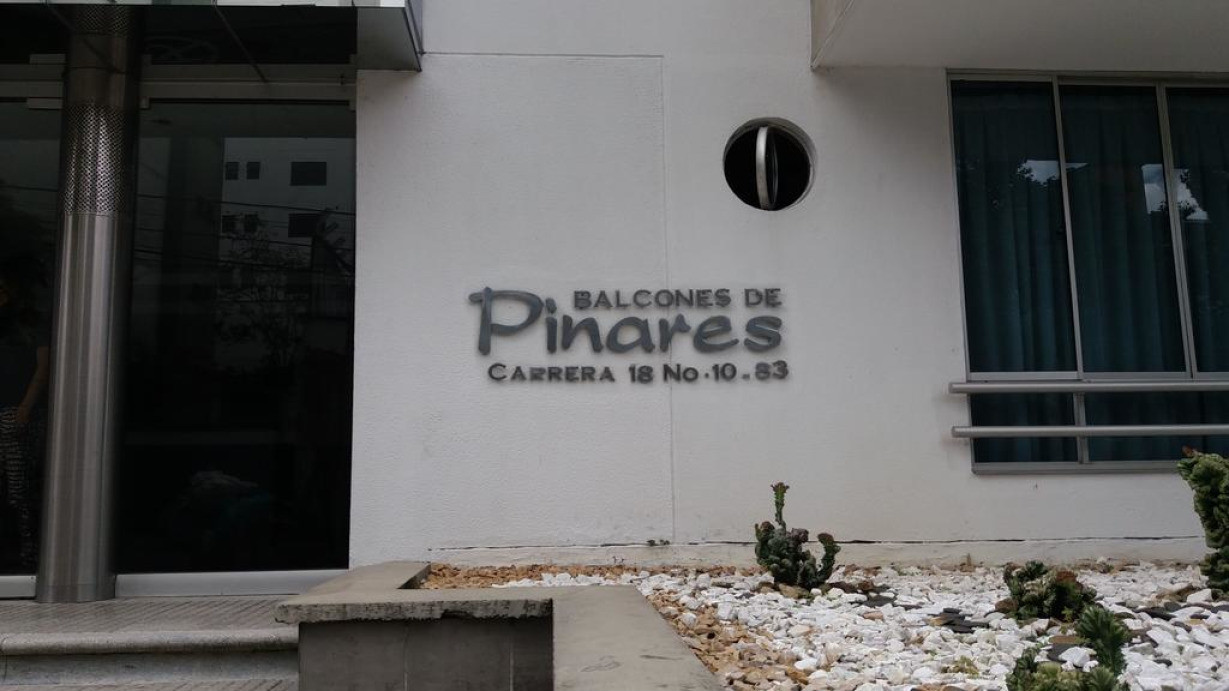 BALCONES DE
Pinares
CARRERA 18 No. 10-83